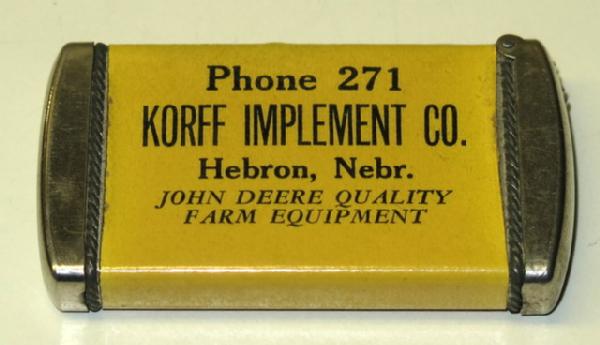 Phone 271
KORFF IMPLEMENT CO.
Hebron, Nebr.
JOHN DEERE QUALITY
FARM EQUIPMENT